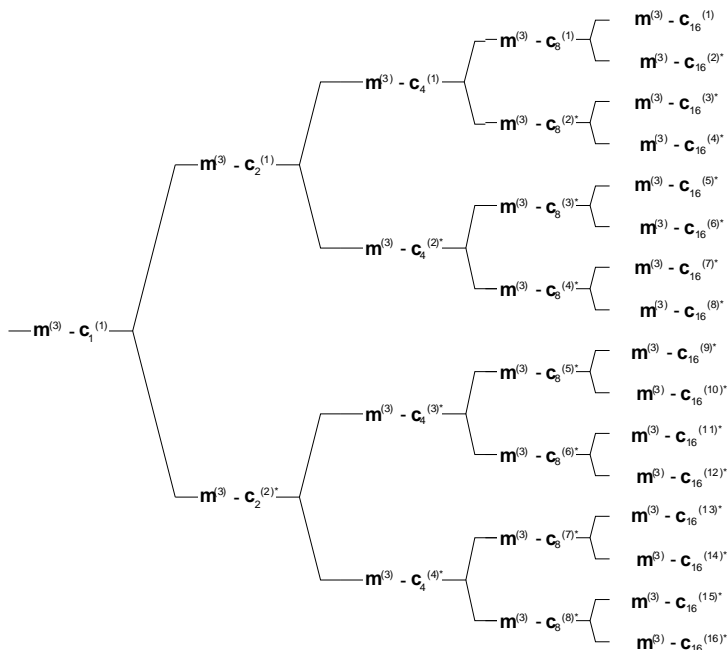 m(3) - c16(1)
m(3) - c8(1)
m(3) - c16(2)*
m(3) - c4(1)
m(3) - c16(3)*
m(3) - c8(2)*
m(3) - c16(4)*
m(3) - c2(1)
m(3) - c16(5)*
m(3) - c8(3)*
m(3) - c16(6)*
m(3) - c4(2)*
m(3) - c16(7)*
m(3) - c8(4)*
m(3) - c16(8)*
m(3) - c1(1)
m(3) - c16(9)*
m(3) - c8(5)*
m(3) - c16(10)*
m(3) - c4(3)*
m(3) - c16(11)*
m(3) - c8(6)*
m(3) - c16(12)*
m(3) - c2(2)*
m(3) - c16(13)*
m(3) - c8(7)*
m(3) - c16(14)*
m(3) - c4(4)*
m(3) - c16(15)*
m(3) - c8(8)*
m(3) - c16(16)*